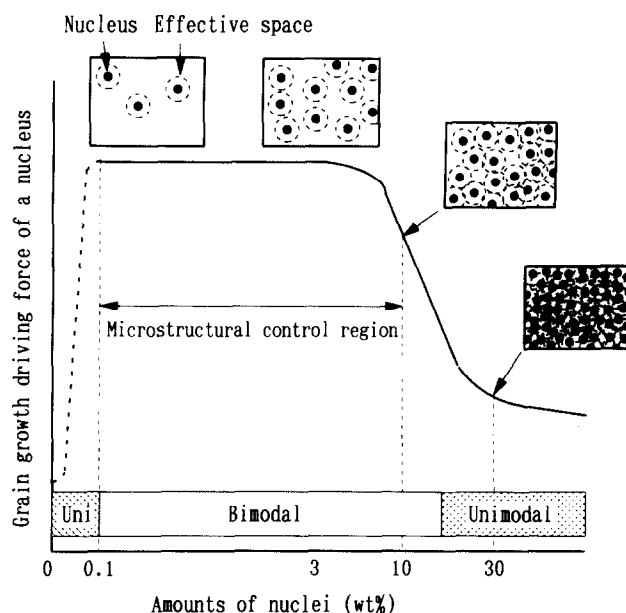 Nucleus Effective space
Grain growth driving force of a nucleus
Microstructural control region
Uni Bimodal Unimodal
0 0.1 3 10 30
Amounts of nuclei (wt%)